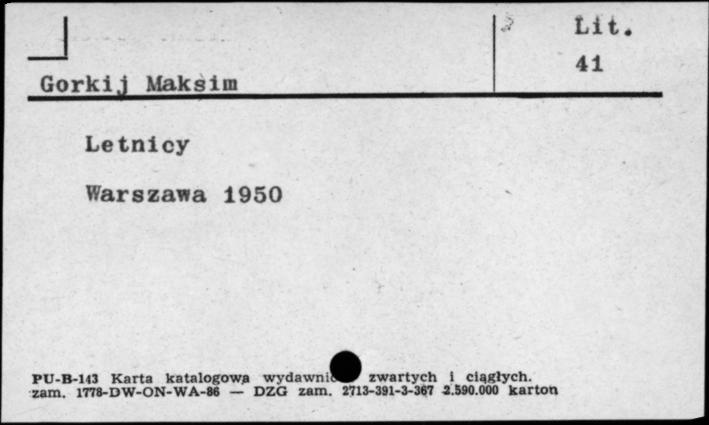 Lit.
41
Gorkij Maksim
Letnicy
Warszawa 1950
PU-B-143 Karta katalogowa wydawnic zwartych i ciągłych.
zam. 1778-DW-ON-WA-86 — DZG zam. 2713-391-3-367 2.590.000 karton